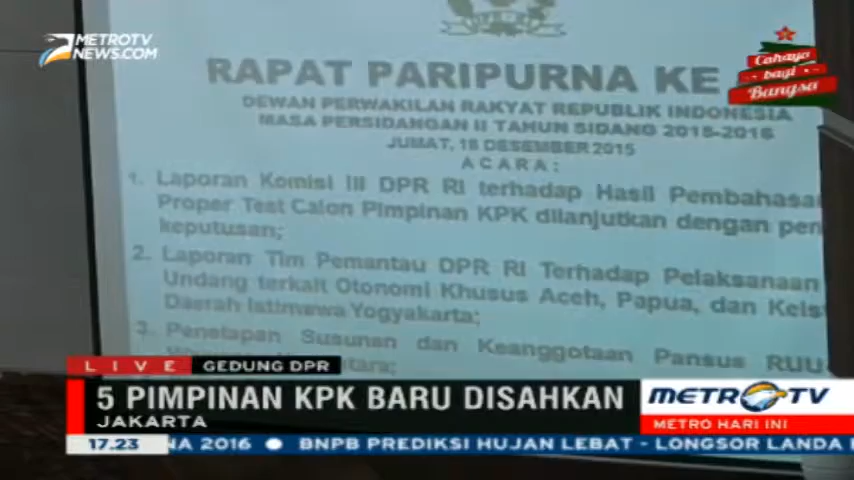 METROTV
NEWS.COM
Cahaya
bagi
Bangsa
RAPAT PARIPURNA KE
DEWAN PERWAKILAN RAKYAT REPUBLIK INDONESIA
MASA PERSIDANGAN II TAHUN SIDANG 2015-2016
JUMAT, 18 DESEMBER 2015
ACARA:
1. Laporan Komisi III DPR RI terhadap Hasil Pembahasa
Proper Test Calon Pimpinan KPK dilanjutkan dengan pen
keputusan;
2. Laporan Tim Pemantau DPR RI Terhadap Pelaksanaan
Undang terkait Otonomi Khusus Aceh, Papua, dan Keist
Daerah Istimewa Yogyakarta;
3. Penetapan Susunan dan Keanggotaan Pansus RUU
tara;
LIVE GEDUNG DPR
5 PIMPINAN KPK BARU DISAHKAN
JAKARTA
METRO TV
METRO HARI INI
17.23 NA 2016 ● BNPB PREDIKSI HUJAN LEBAT - LONGSOR LANDA